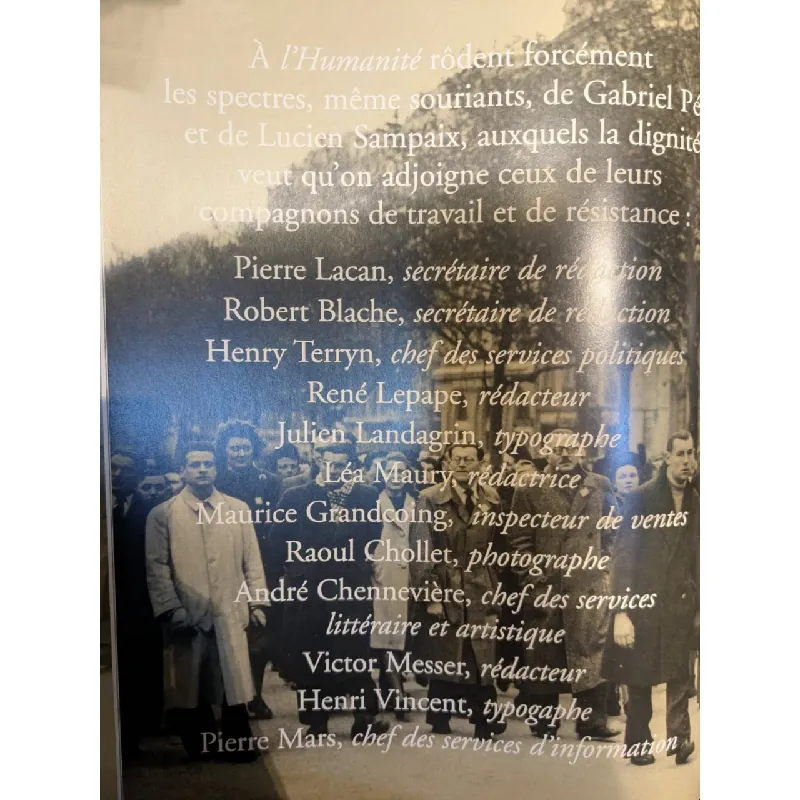 À l'Humanité rôdent forcément
les spectres, même souriants, de Gabriel Pé
et de Lucien Sampaix, auxquels la dignité
veut qu'on adjoigne ceux de leurs
compagnons de travail et de résistance :
Pierre Lacan, secrétaire de rédaction
Robert Blache, secrétaire de rédaction
Henry Terryn, chef des services politiques
René Lepape, rédacteur
Julien Landagrin, typographe
Léa Maury, rédactrice
Maurice Grandcoing, inspecteur de ventes
Raoul Chollet, photographe
André Chennevière, chef des services
littéraire et artistique
Victor Messer, rédacteur
Henri Vincent, typogaphe
Pierre Mars, chef des services d'information